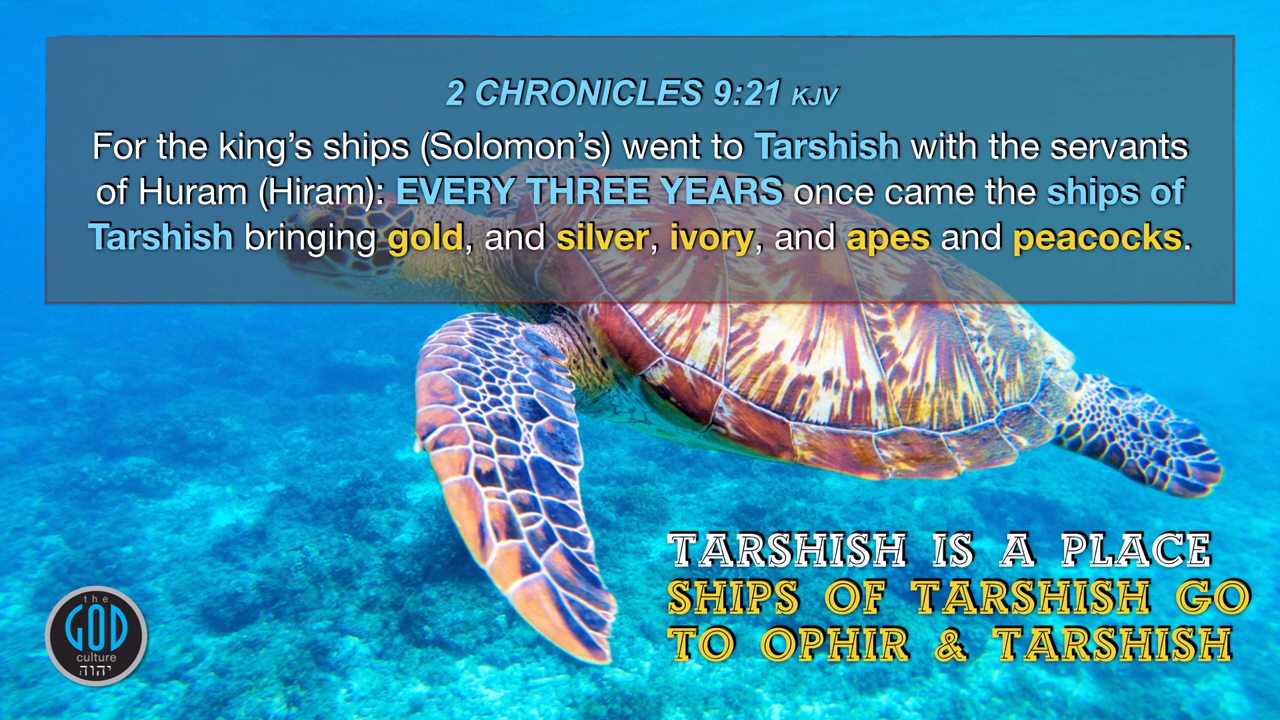 2 CHRONICLES 9:21 KJV
For the king’s ships (Solomon’s) went to Tarshish with the servants
of Huram (Hiram): EVERY THREE YEARS once came the ships of
Tarshish bringing gold, and silver, ivory, and apes and peacocks.
TARSHISH IS A PLACE
SHIPS OF TARSHISH GO
TO OPHIR & TARSHISH
the
GOD
culture
יהוה